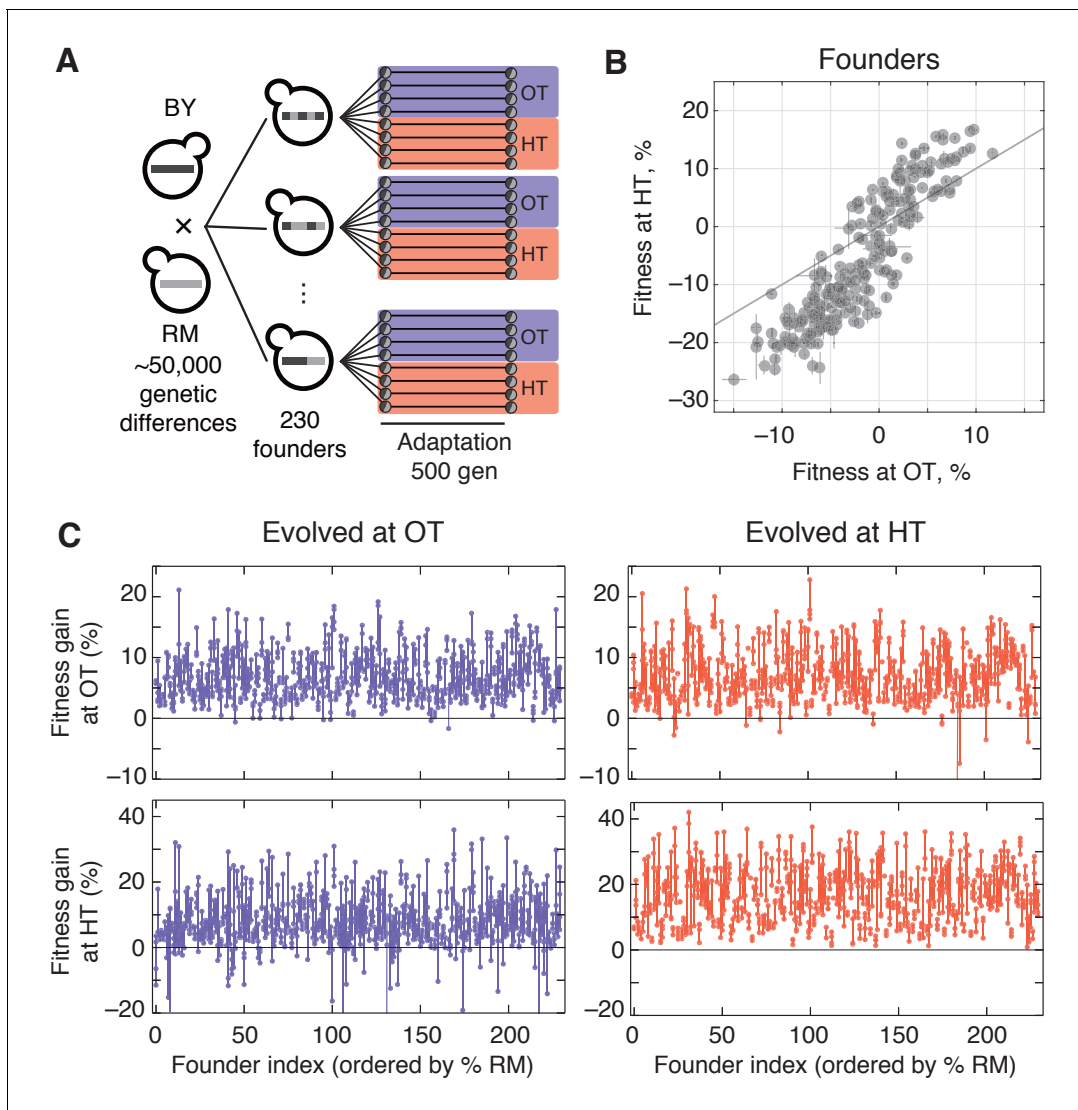 A
BY
×
RM
~50,000
genetic
differences
230
founders
OT
HT
OT
HT
⋮
OT
HT
Adaptation
500 gen
B
Founders
Fitness at HT, %
20
10
0
−10
−20
−30
−10
0
10
Fitness at OT, %
C
Evolved at OT
Evolved at HT
Fitness gain
at OT (%)
20
10
0
−10
20
10
0
−10
Fitness gain
at HT (%)
40
20
0
−20
40
30
20
10
0
−20
0
50
100
150
200
0
50
100
150
200
Founder index (ordered by % RM)
Founder index (ordered by % RM)